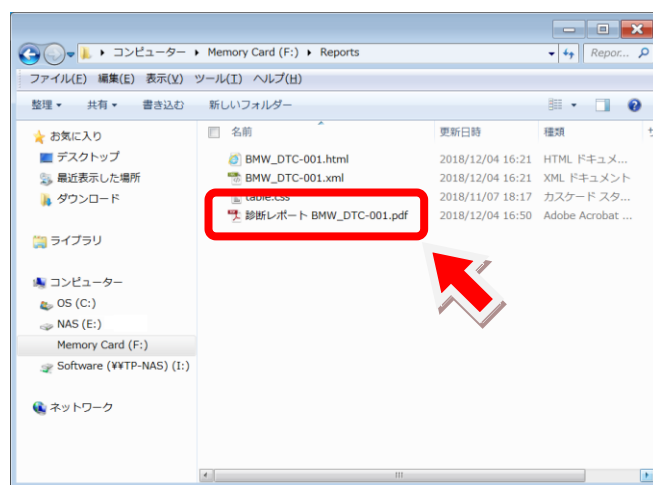 コンピューター ▸ Memory Card (F:) ▸ Reports
Repor...
ファイル(F) 編集(E) 表示(V) ツール(T) ヘルプ(H)
整理 共有 書き込む 新しいフォルダー
お気に入り
デスクトップ
最近表示した場所
ダウンロード
ライブラリ
コンピューター
OS (C:)
NAS (E:)
Memory Card (F:)
Software (¥¥TP-NAS) (I:)
ネットワーク
名前 更新日時 種類
BMW_DTC-001.html 2018/12/04 16:21 HTML ドキュメ...
BMW_DTC-001.xml 2018/12/04 16:21 XML ドキュメント
table.css 2018/11/07 18:17 カスケード スタ...
診断レポート BMW_DTC-001.pdf 2018/12/04 16:50 Adobe Acrobat ...